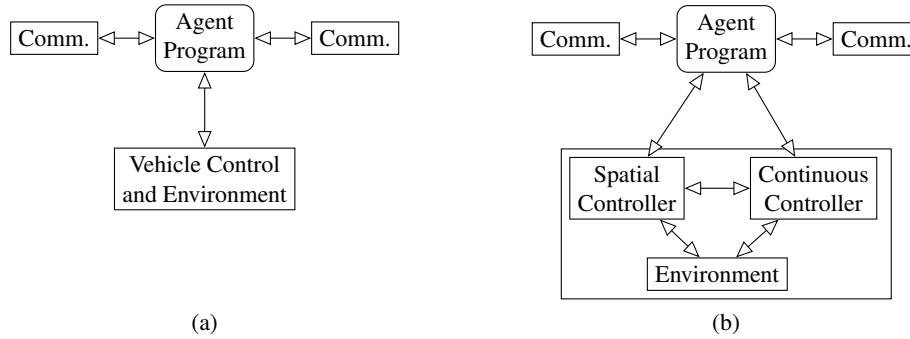 Comm.
Agent
Program
Comm.
Vehicle Control
and Environment
(a)
Comm.
Agent
Program
Comm.
Spatial
Controller
Continuous
Controller
Environment
(b)